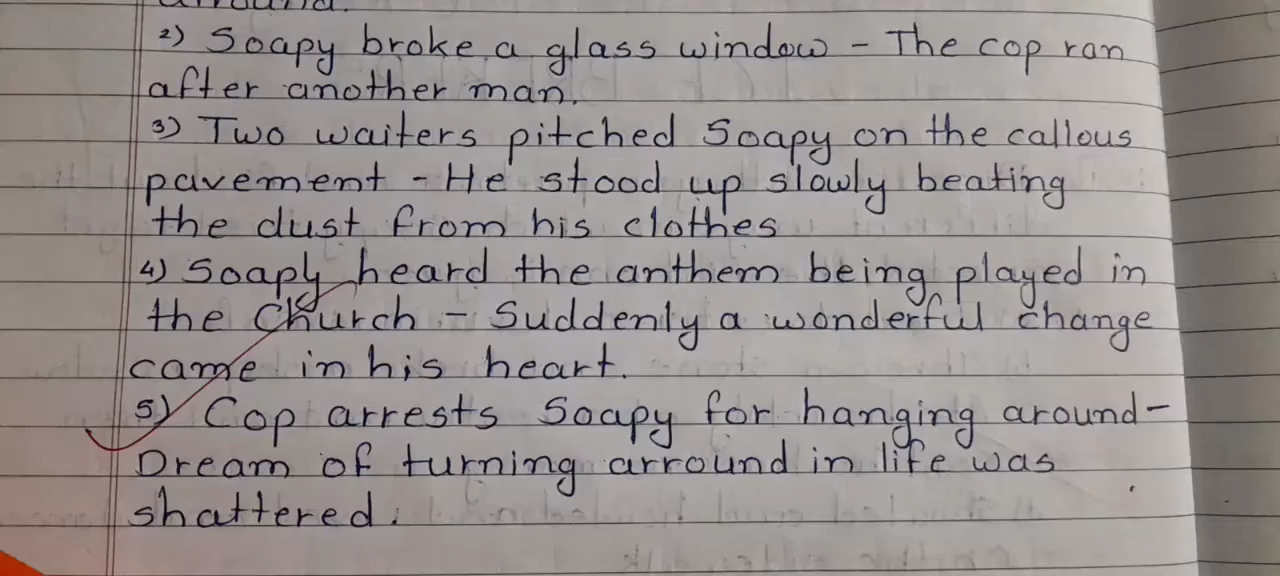 2) Soapy broke a glass window - The cop ran
after another man.
3) Two waiters pitched Soapy on the callous
pavement - He stood up slowly beating
the dust from his clothes
4) Soaply heard the anthem being played in
the Church - Suddenly a wonderful change
came in his heart.
5) Cop arrests Soapy for hanging around-
Dream of turning arround in life was
shattered.